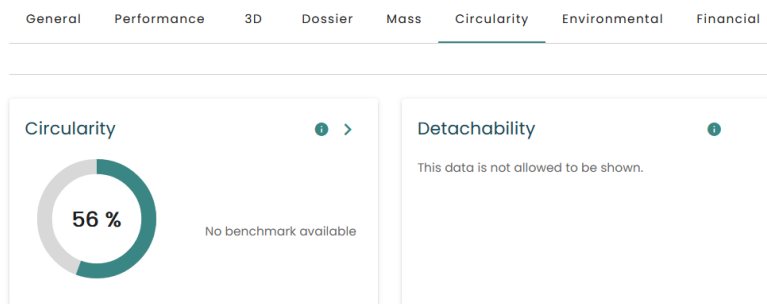 General Performance 3D Dossier Mass Circularity Environmental Financial
Circularity
56 %
No benchmark available
Detachability
This data is not allowed to be shown.